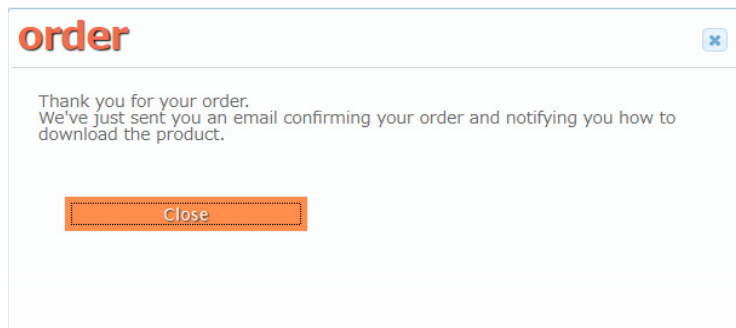 order
Thank you for your order.
We've just sent you an email confirming your order and notifying you how to
download the product.
Close